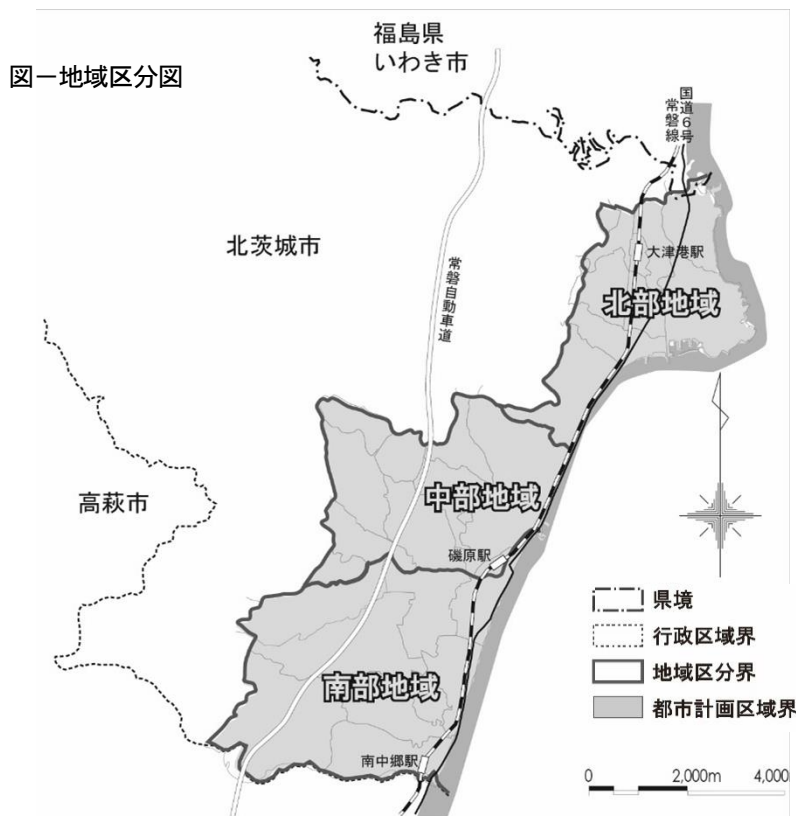 図－地域区分図
福島県
いわき市
国道6号
常磐線
北茨城市
大津港駅
常磐自動車道
北部地域
高萩市
中部地域
磯原駅
南部地域
南中郷駅
県境
行政区域界
地域区分界
都市計画区域界
0 2,000m 4,000